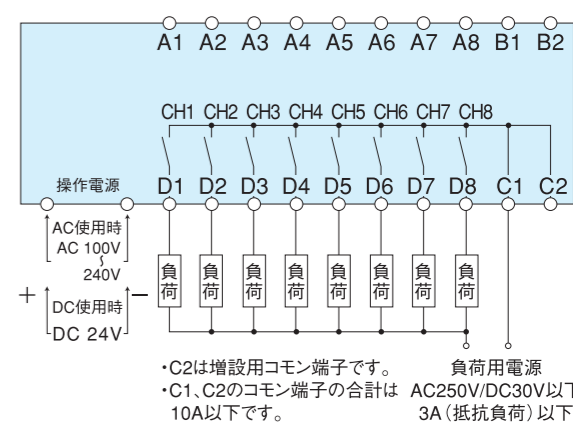 A1 A2 A3 A4 A5 A6 A7 A8 B1 B2
CH1 CH2 CH3 CH4 CH5 CH6 CH7 CH8
操作電源 D1 D2 D3 D4 D5 D6 D7 D8 C1 C2
AC使用時
AC 100V
〜
240V
+ DC使用時 −
DC 24V
負荷 負荷 負荷 負荷 負荷 負荷 負荷 負荷
・C2は増設用コモン端子です。
・C1、C2のコモン端子の合計は
10A以下です。
負荷用電源
AC250V/DC30V以下
3A（抵抗負荷）以下